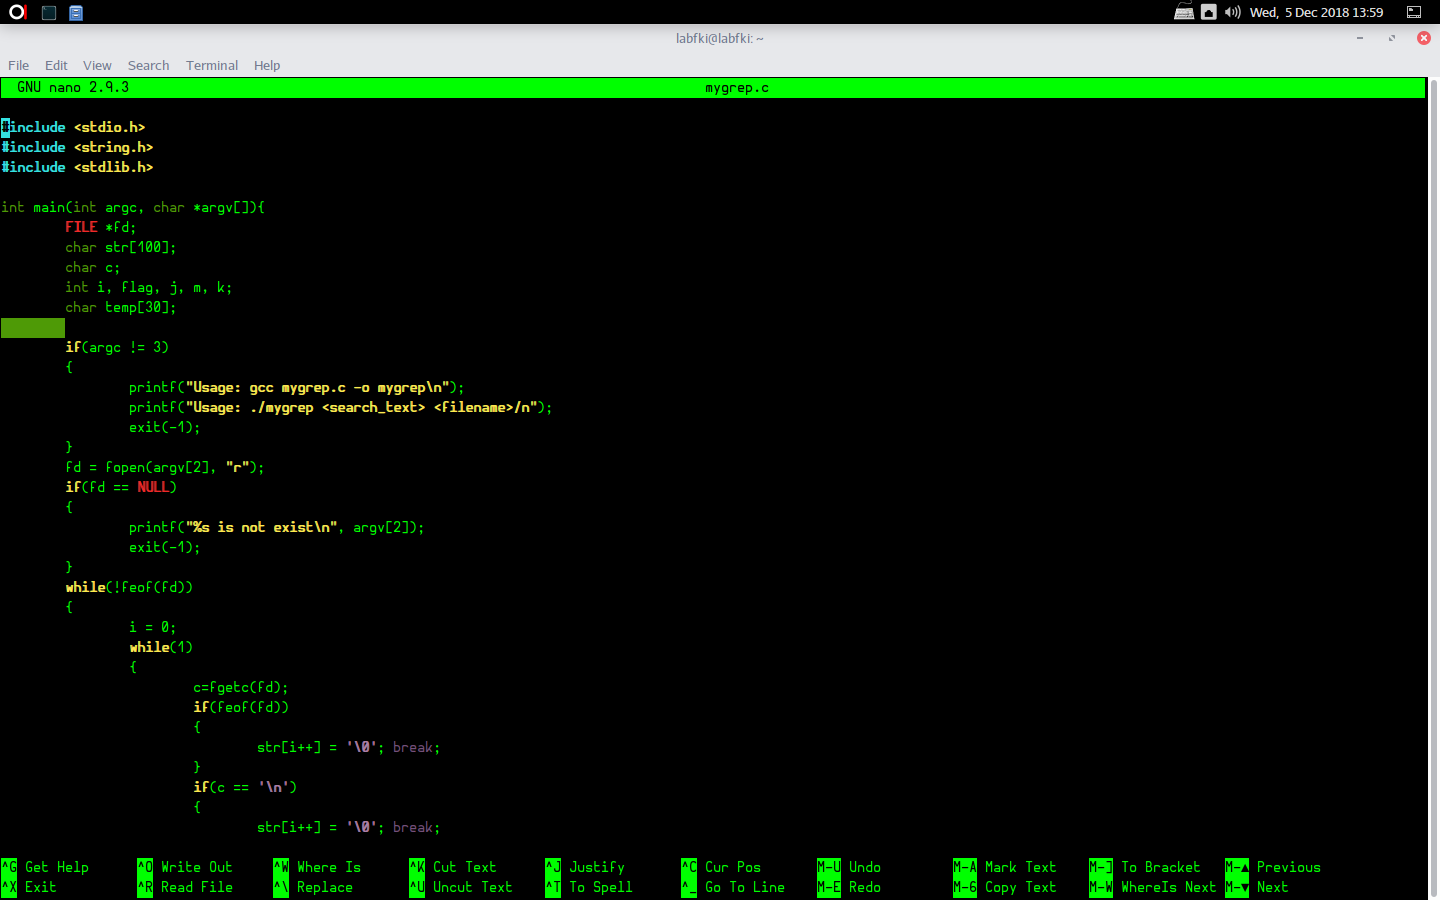 Wed, 5 Dec 2018 13:59
labfki@labfki: ~
File Edit View Search Terminal Help
GNU nano 2.9.3 mygrep.c
#include <stdio.h>
#include <string.h>
#include <stdlib.h>
int main(int argc, char *argv[]){
FILE *fd;
char str[100];
char c;
int i, flag, j, m, k;
char temp[30];
if(argc != 3)
{
printf("Usage: gcc mygrep.c -o mygrep\n");
printf("Usage: ./mygrep <search_text> <filename>/n");
exit(-1);
}
fd = fopen(argv[2], "r");
if(fd == NULL)
{
printf("%s is not exist\n", argv[2]);
exit(-1);
}
while(!feof(fd))
{
i = 0;
while(1)
{
c=fgetc(fd);
if(feof(fd))
{
str[i++] = '\0'; break;
}
if(c == '\n')
{
str[i++] = '\0'; break;
^G Get Help ^O Write Out ^W Where Is ^K Cut Text ^J Justify ^C Cur Pos M-U Undo M-A Mark Text M-] To Bracket M-▲ Previous
^X Exit ^R Read File ^\ Replace ^U Uncut Text ^T To Spell ^_ Go To Line M-E Redo M-6 Copy Text M-W WhereIs Next M-▼ Next